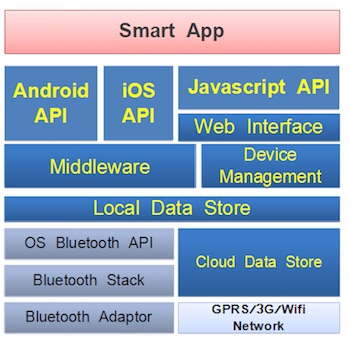 Smart App
Android
API
iOS
API
Javascript API
Web Interface
Middleware
Device
Management
Local Data Store
OS Bluetooth API
Bluetooth Stack
Bluetooth Adaptor
Cloud Data Store
GPRS/3G/Wifi
Network